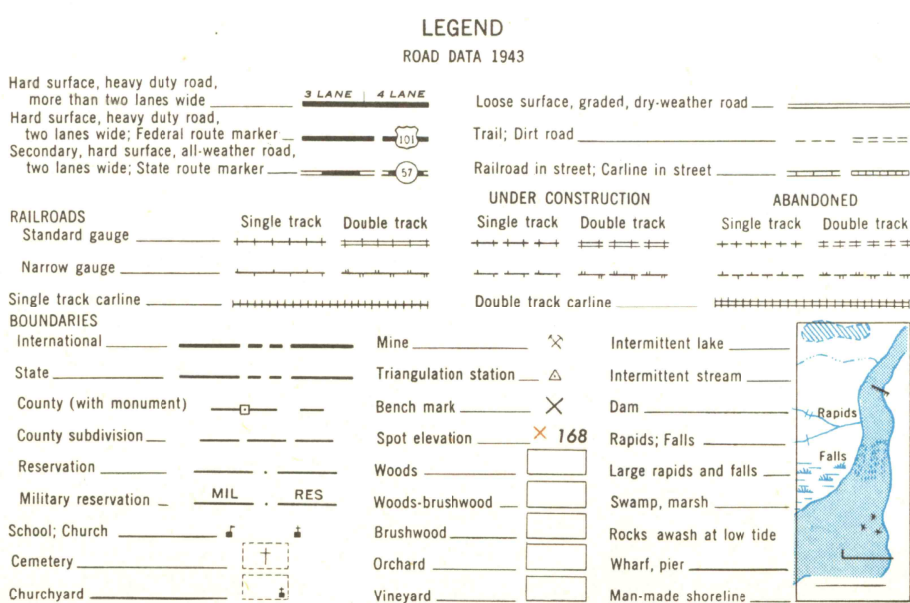 LEGEND
ROAD DATA 1943
Hard surface, heavy duty road,
more than two lanes wide
3 LANE 4 LANE
Hard surface, heavy duty road,
two lanes wide; Federal route marker
101
Secondary, hard surface, all-weather road,
two lanes wide; State route marker
57
Loose surface, graded, dry-weather road
Trail; Dirt road
Railroad in street; Carline in street
UNDER CONSTRUCTION ABANDONED
RAILROADS Single track Double track Single track Double track Single track Double track
Standard gauge
Narrow gauge
Single track carline Double track carline
BOUNDARIES
International
State
County (with monument)
County subdivision
Reservation
Military reservation MIL . RES
School; Church
Cemetery
Churchyard
Mine
Triangulation station
Bench mark
Spot elevation 168
Woods
Woods-brushwood
Brushwood
Orchard
Vineyard
Intermittent lake
Intermittent stream
Dam
Rapids; Falls
Large rapids and falls
Swamp, marsh
Rocks awash at low tide
Wharf, pier
Man-made shoreline
Rapids
Falls